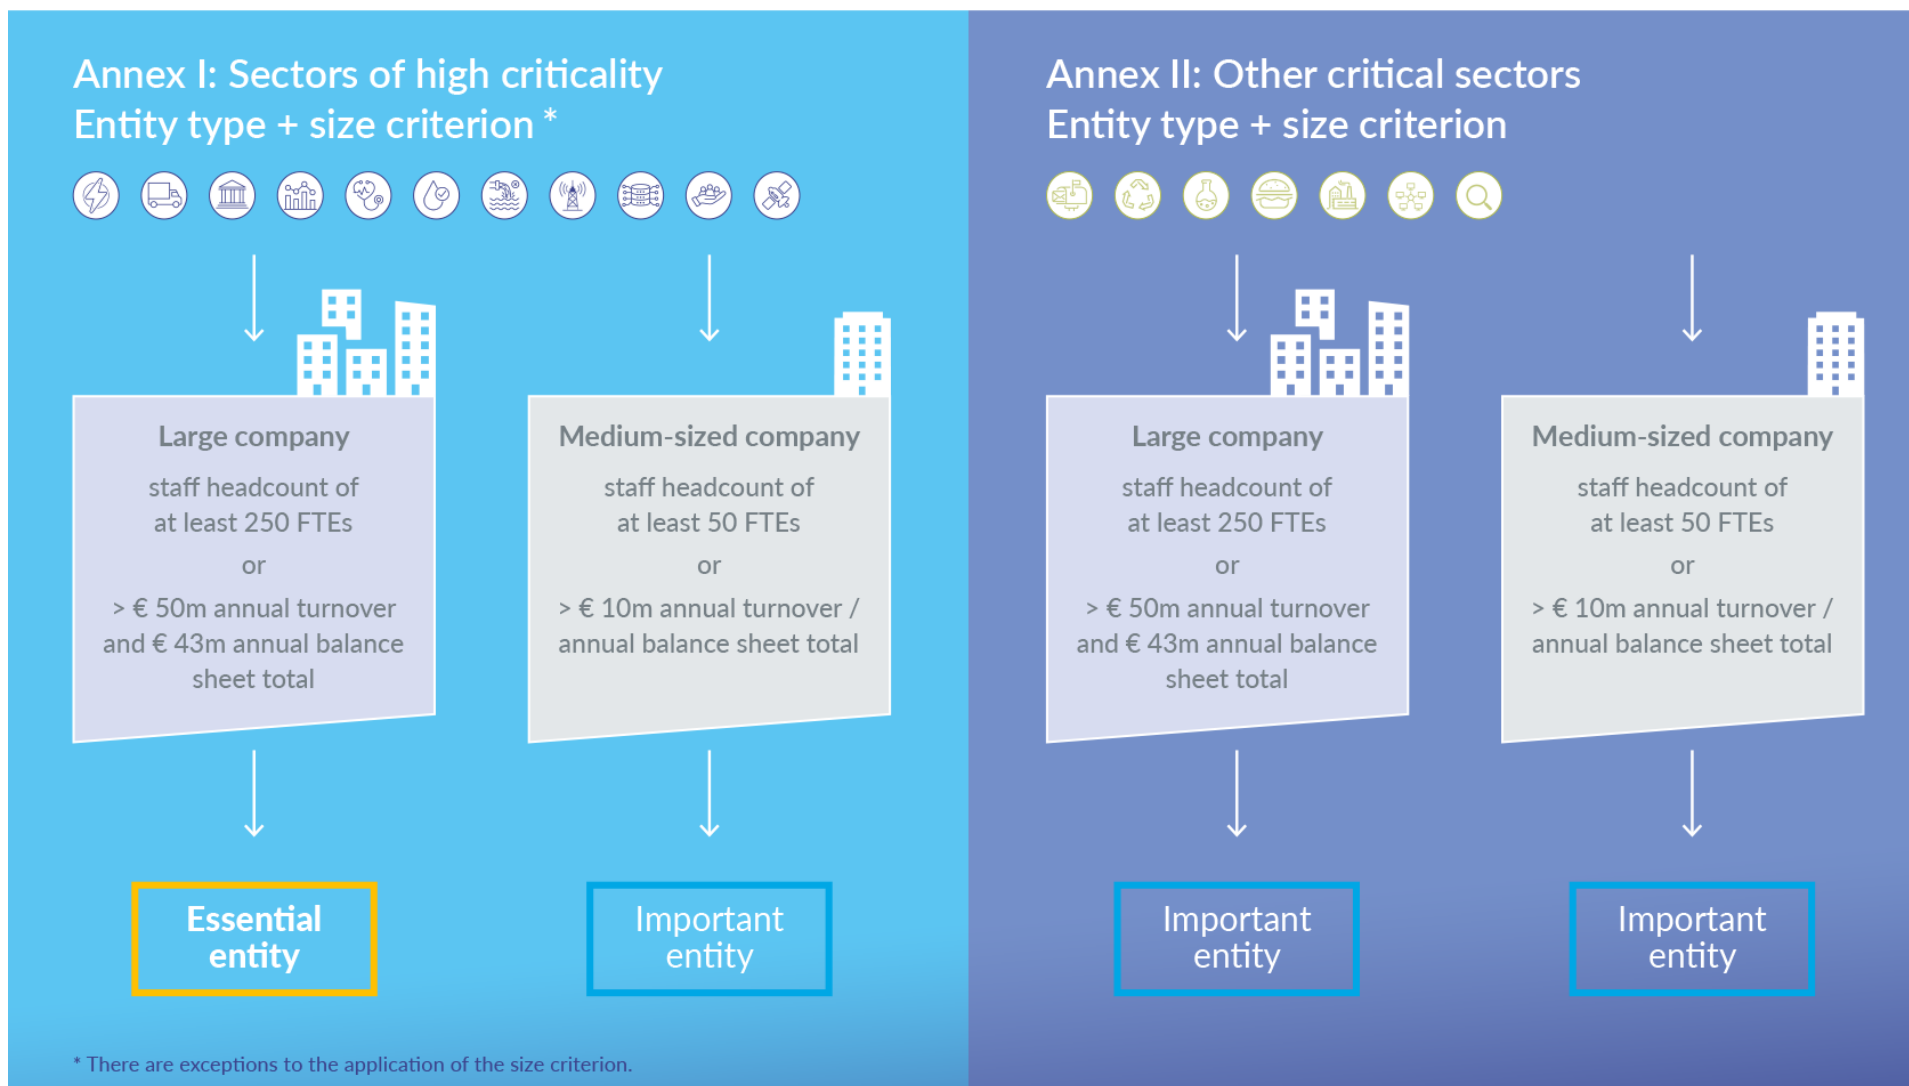 Annex I: Sectors of high criticality
Entity type + size criterion *
Large company
staff headcount of
at least 250 FTEs
or
> € 50m annual turnover
and € 43m annual balance
sheet total
Essential
entity
Medium-sized company
staff headcount of
at least 50 FTEs
or
> € 10m annual turnover /
annual balance sheet total
Important
entity
* There are exceptions to the application of the size criterion.
Annex II: Other critical sectors
Entity type + size criterion
Large company
staff headcount of
at least 250 FTEs
or
> € 50m annual turnover
and € 43m annual balance
sheet total
Important
entity
Medium-sized company
staff headcount of
at least 50 FTEs
or
> € 10m annual turnover /
annual balance sheet total
Important
entity